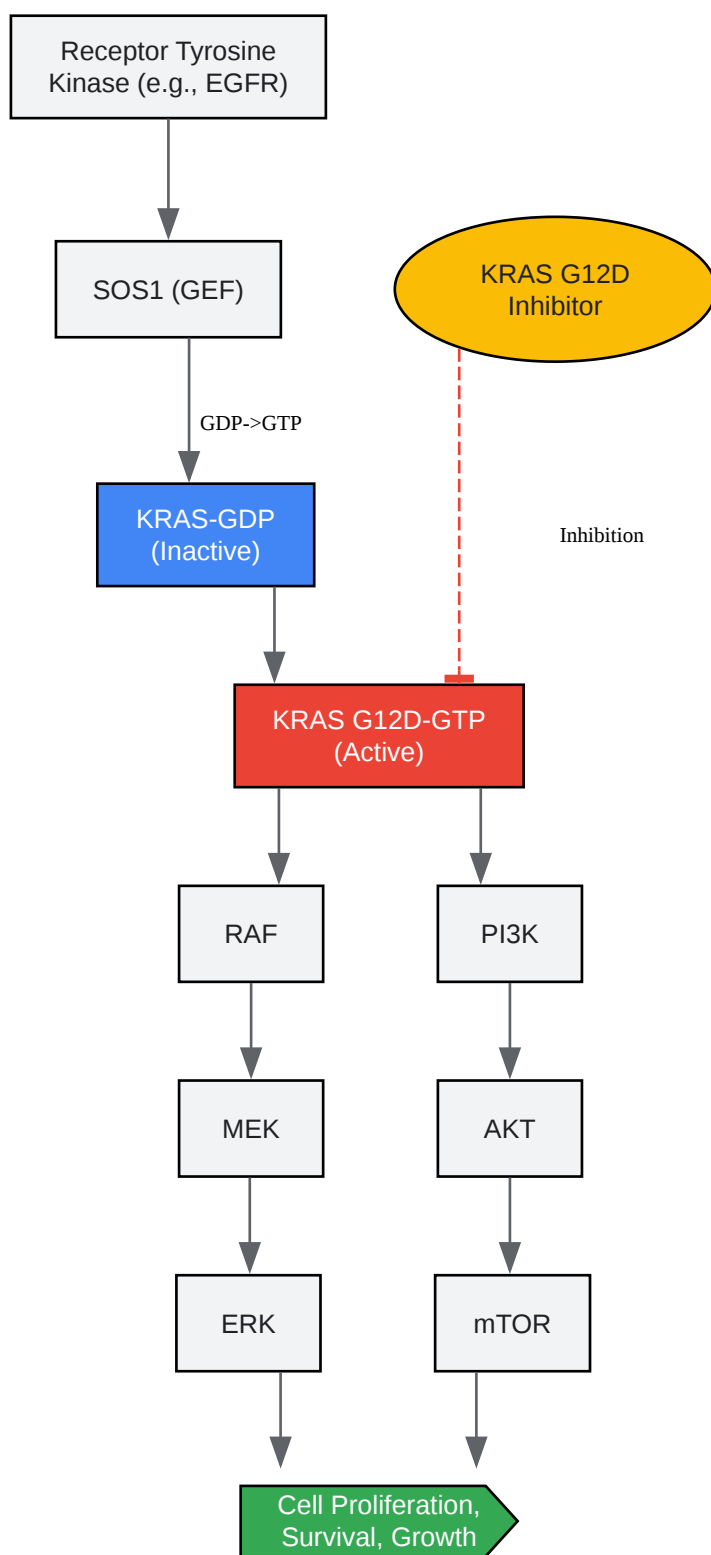 Receptor Tyrosine
Kinase (e.g., EGFR)
SOS1 (GEF)
KRAS G12D
Inhibitor
GDP->GTP
KRAS-GDP
(Inactive)
Inhibition
KRAS G12D-GTP
(Active)
RAF
PI3K
MEK
AKT
ERK
mTOR
Cell Proliferation,
Survival, Growth